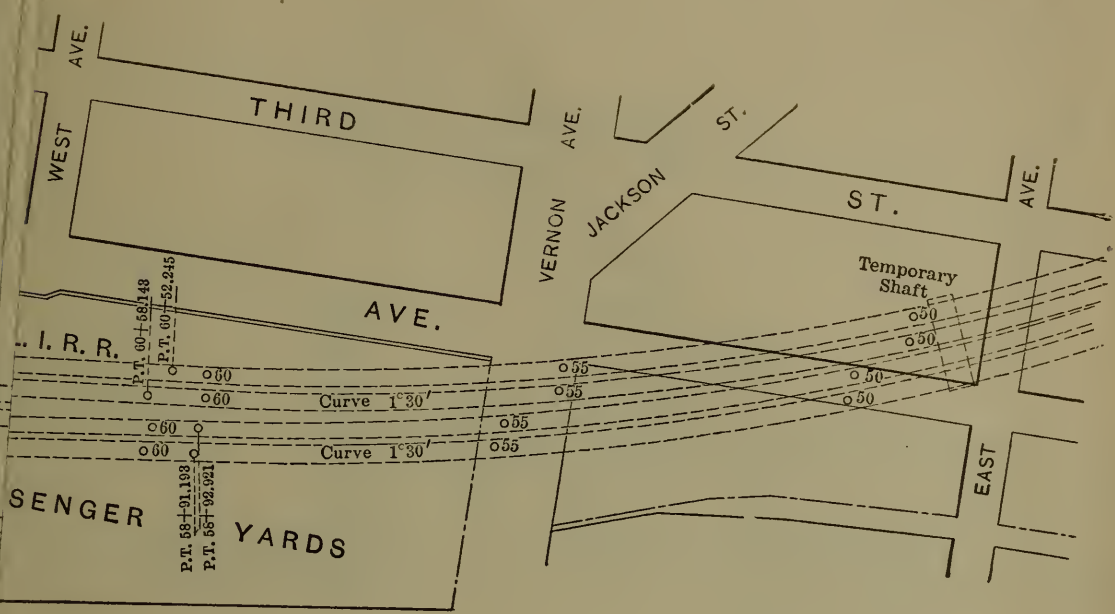 AVE.
WEST
THIRD
AVE.
VERNON
JACKSON
ST.
ST.
AVE.
Temporary
Shaft
50
50
50
50
P.T. 60+58.143
P.T. 60+52.245
AVE.
L. I. R. R.
60
60
Curve 1°30′
55
55
60
60
Curve 1°30′
55
55
P.T. 58+91.193
P.T. 58+92.921
SENGER YARDS
EAST